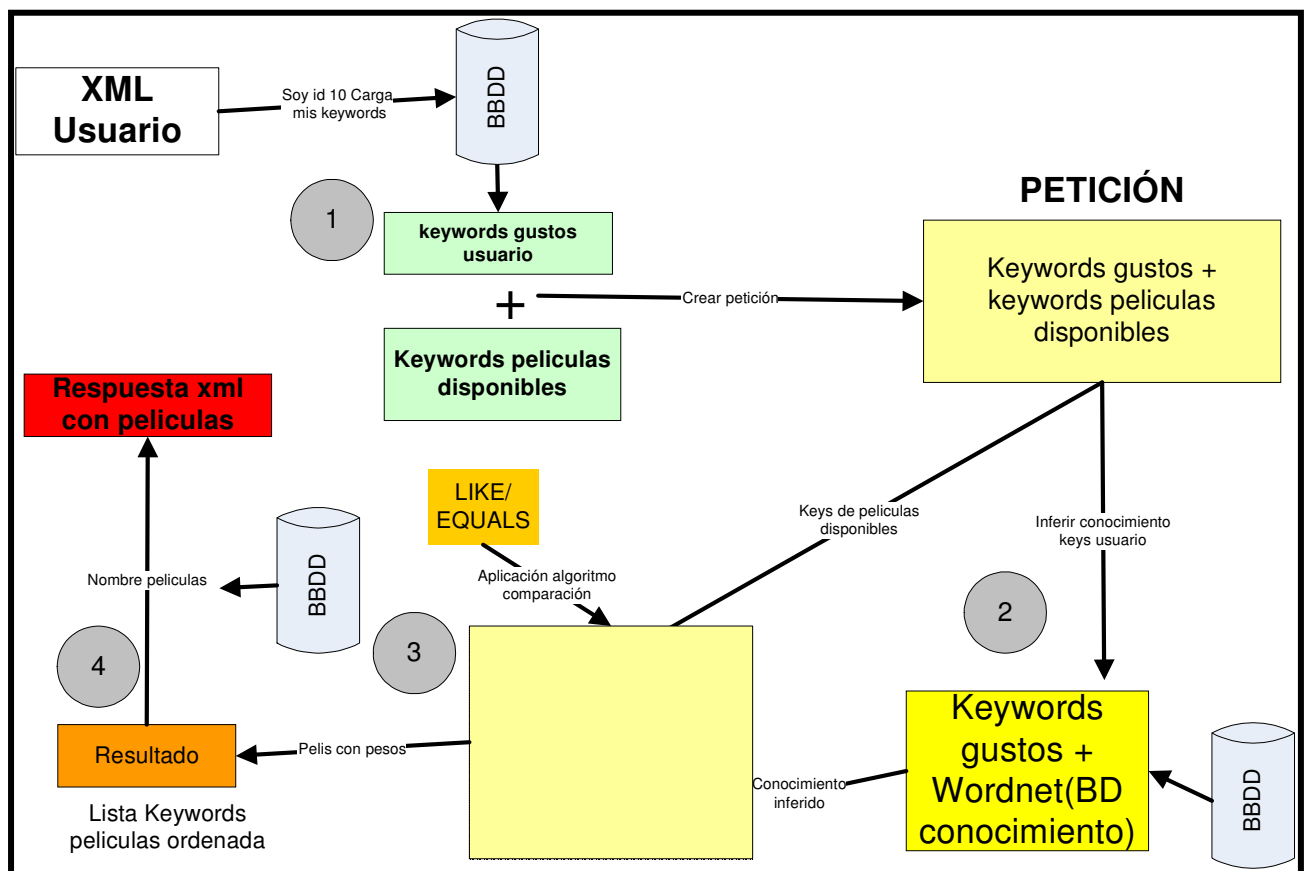 XML
Usuario
Soy id 10 Carga
mis keywords
BBDD
1
keywords gustos
usuario
+
Keywords peliculas
disponibles
Crear petición
PETICIÓN
Keywords gustos +
keywords peliculas
disponibles
Respuesta xml
con peliculas
LIKE/
EQUALS
Keys de peliculas
disponibles
Inferir conocimiento
keys usuario
Nombre peliculas
BBDD
Aplicación algoritmo
comparación
2
3
4
Resultado
Pelis con pesos
Lista Keywords
peliculas ordenada
Conocimiento
inferido
Keywords
gustos +
Wordnet(BD
conocimiento)
BBDD